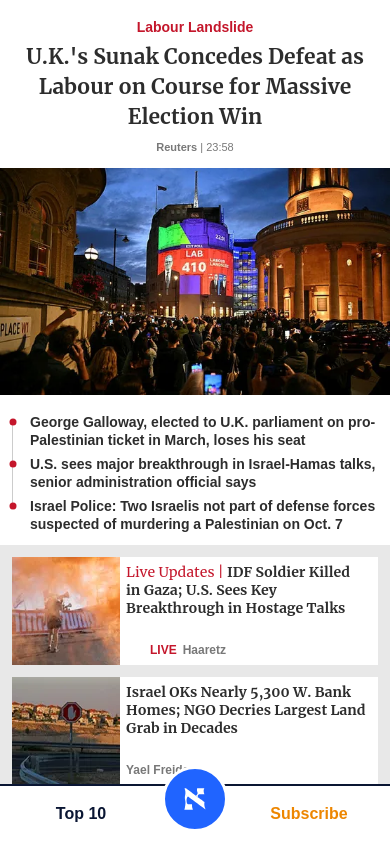 Labour Landslide
U.K.'s Sunak Concedes Defeat as
Labour on Course for Massive
Election Win
Reuters | 23:58
LAB
410
LABOUR
LANDSLIDE
PLACE W1
George Galloway, elected to U.K. parliament on pro-
Palestinian ticket in March, loses his seat
U.S. sees major breakthrough in Israel-Hamas talks,
senior administration official says
Israel Police: Two Israelis not part of defense forces
suspected of murdering a Palestinian on Oct. 7
Live Updates | IDF Soldier Killed
in Gaza; U.S. Sees Key
Breakthrough in Hostage Talks
LIVE Haaretz
Israel OKs Nearly 5,300 W. Bank
Homes; NGO Decries Largest Land
Grab in Decades
Yael
Top 10
Subscribe